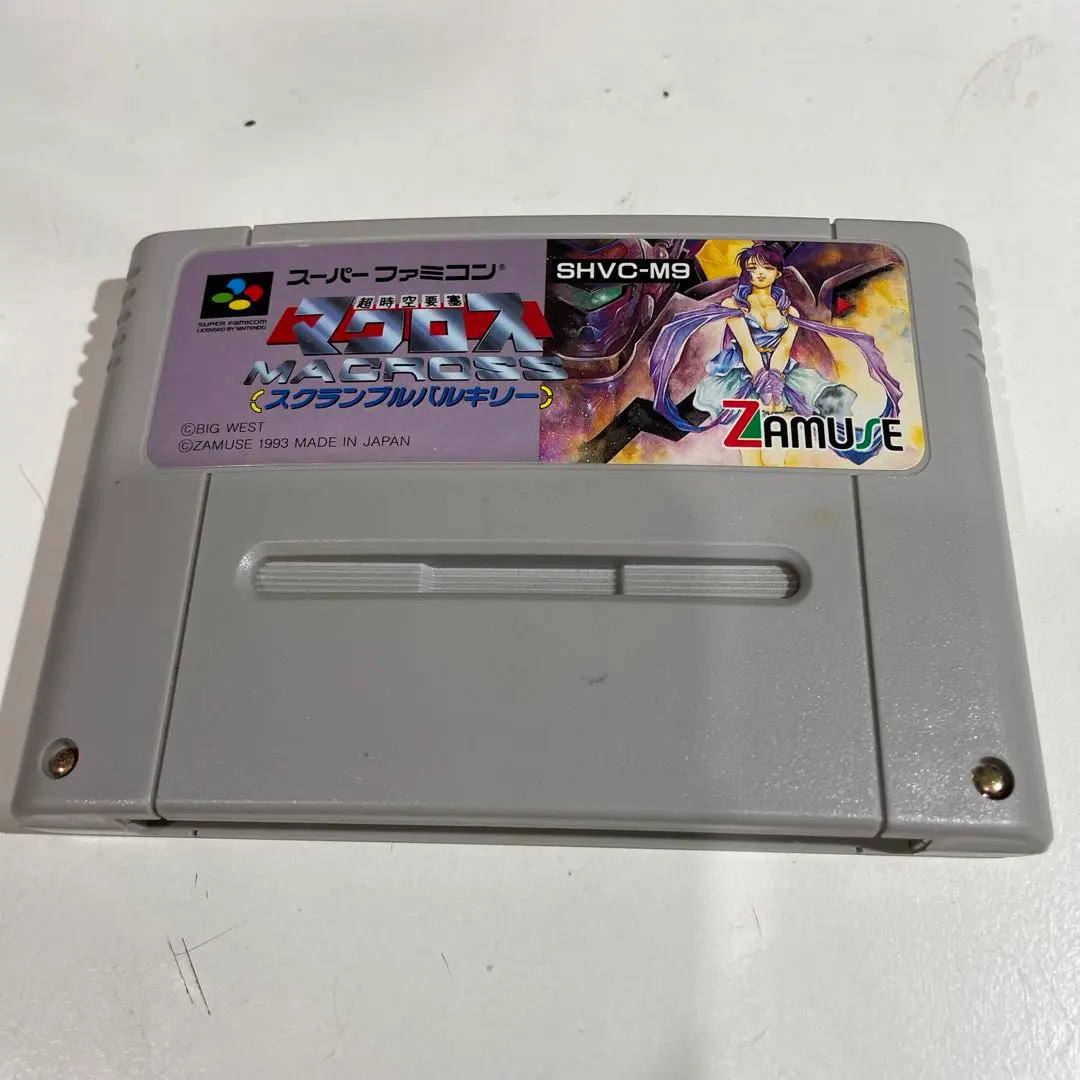 スーパーファミコン®
SHVC-M9
SUPER FAMICOM
LICENSED BY NINTENDO
超時空要塞
マクロス
MACROSS
スクランブルバルキリー
©BIG WEST
©ZAMUSE 1993 MADE IN JAPAN
ZAMUSE